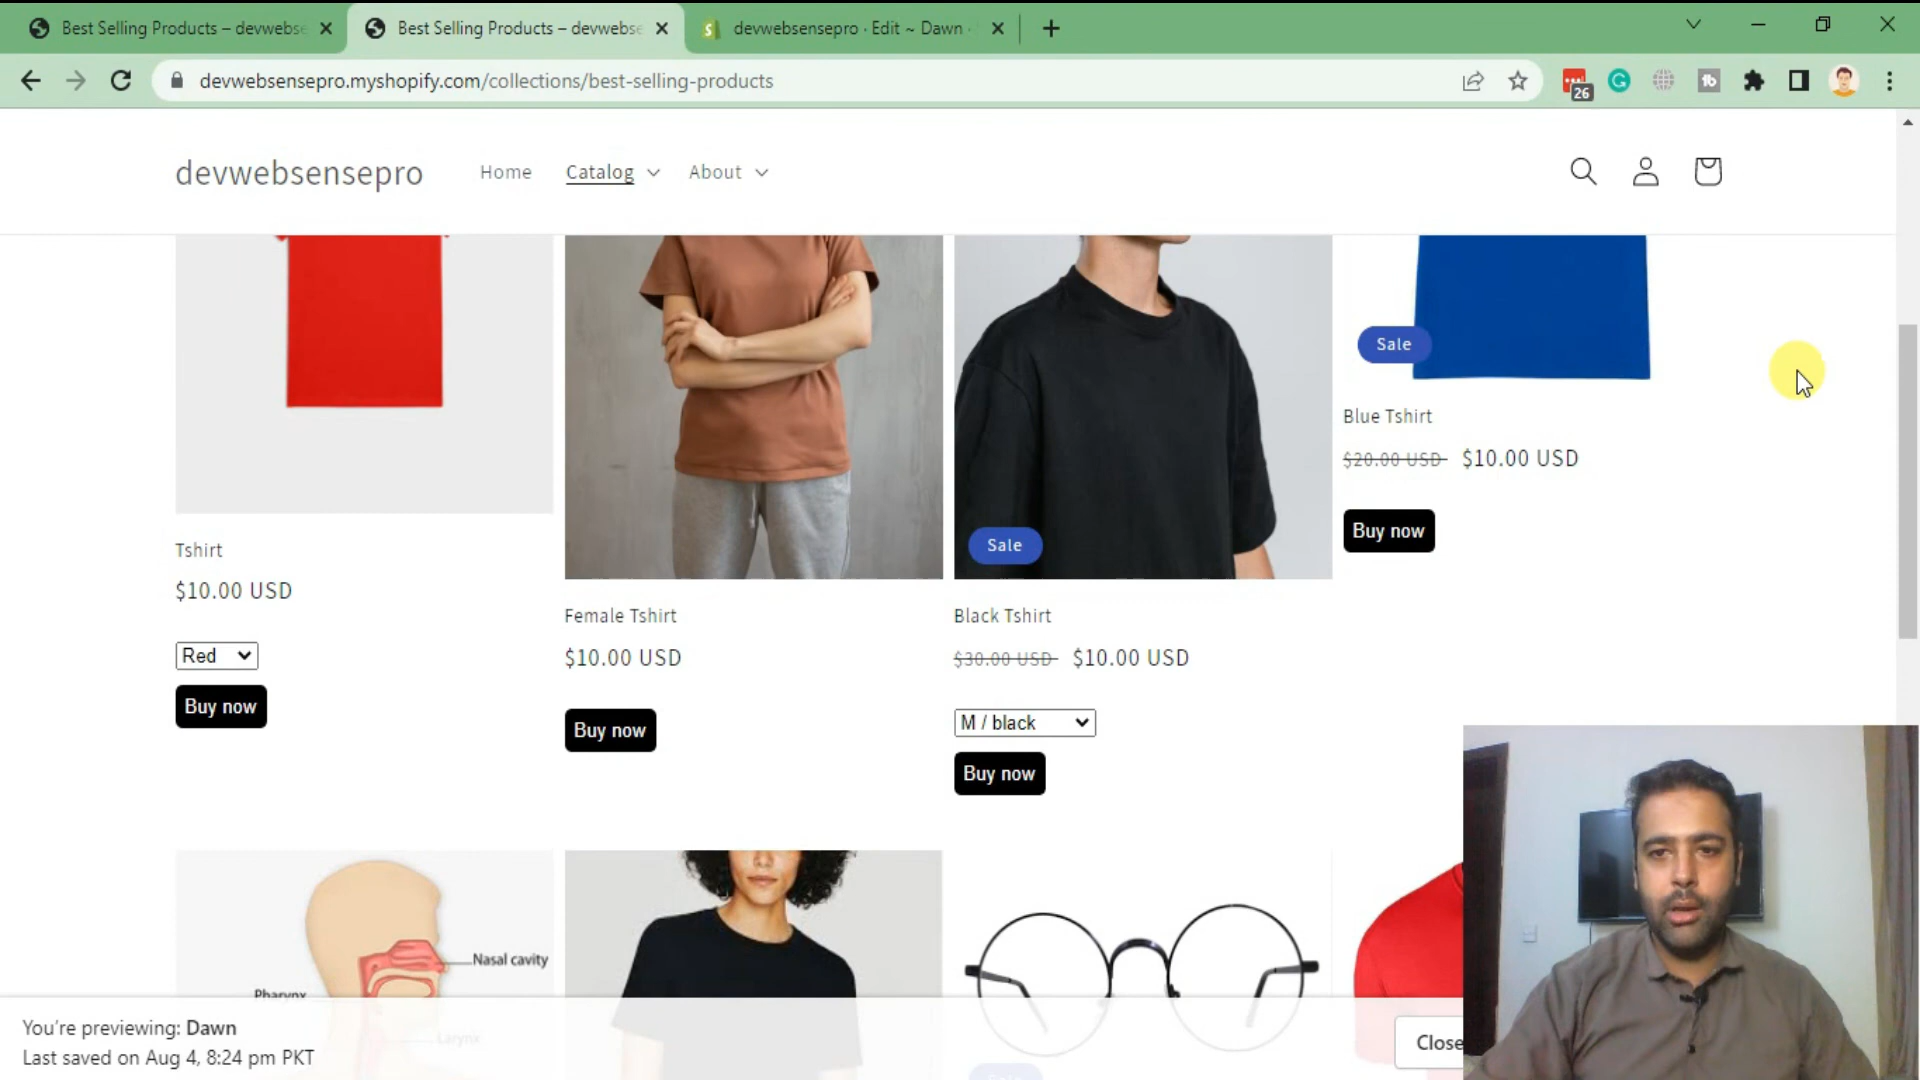 Best Selling Products – devwebse
Best Selling Products – devwebse
devwebsensepro · Edit ~ Dawn ·
devwebsensepro.myshopify.com/collections/best-selling-products
26
devwebsensepro
Home
Catalog
About
Sale
Blue Tshirt
$20.00 USD $10.00 USD
Buy now
Sale
Tshirt
$10.00 USD
Red
Buy now
Female Tshirt
$10.00 USD
Buy now
Black Tshirt
$30.00 USD $10.00 USD
M / black
Buy now
Nasal cavity
Pharynx
Larynx
You're previewing: Dawn
Last saved on Aug 4, 8:24 pm PKT
Close